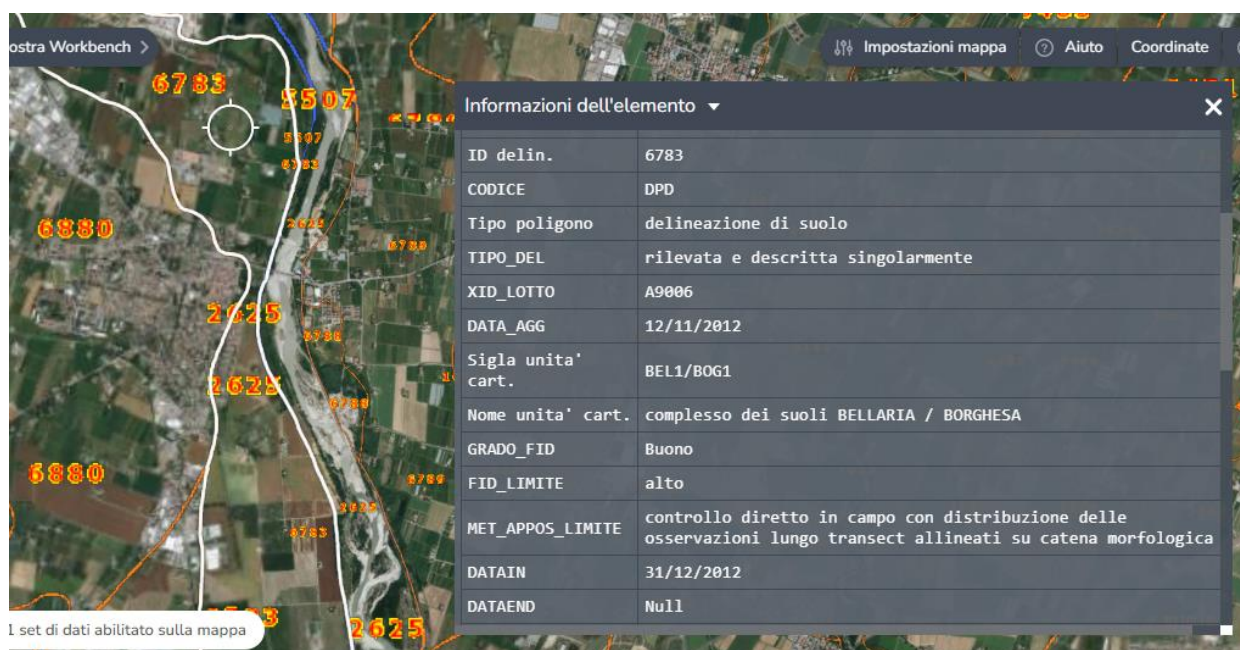 ostra Workbench >
Impostazioni mappa
Aiuto
Coordinate
6783
5507
5507
6783
6880
2625
6783
2625
6783
2625
6783
6880
6789
2625
6783
2625
1 set di dati abilitato sulla mappa
Informazioni dell'elemento
ID delin. 6783
CODICE DPD
Tipo poligono delineazione di suolo
TIPO_DEL rilevata e descritta singolarmente
XID_LOTTO A9006
DATA_AGG 12/11/2012
Sigla unita'
cart. BEL1/BOG1
Nome unita' cart. complesso dei suoli BELLARIA / BORGHESA
GRADO_FID Buono
FID_LIMITE alto
MET_APPOS_LIMITE controllo diretto in campo con distribuzione delle
osservazioni lungo transect allineati su catena morfologica
DATAIN 31/12/2012
DATAEND Null